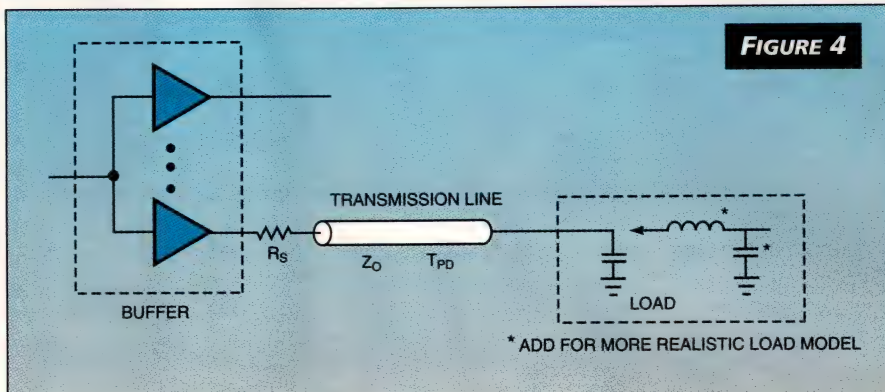 FIGURE 4
TRANSMISSION LINE
*
*
RS
ZO
TPD
BUFFER
LOAD
* ADD FOR MORE REALISTIC LOAD MODEL